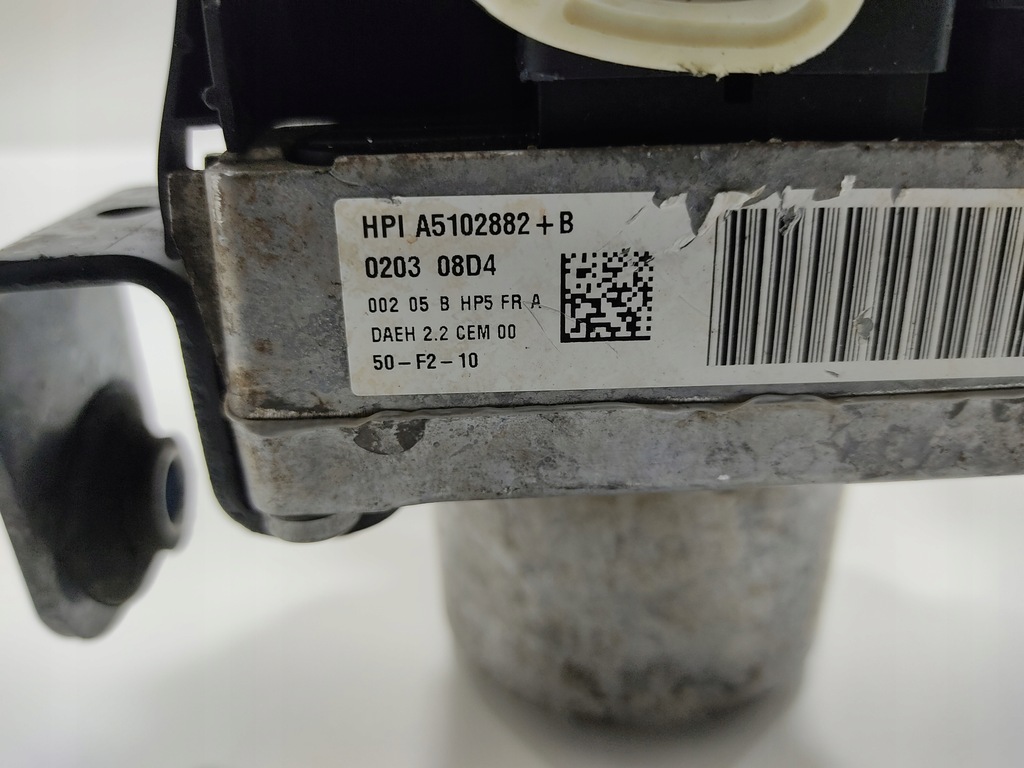 HPI A5102882+B
0203 08D4
002 05 B HP5 FR A
DAEH 2.2 CEM 00
50-F2-10